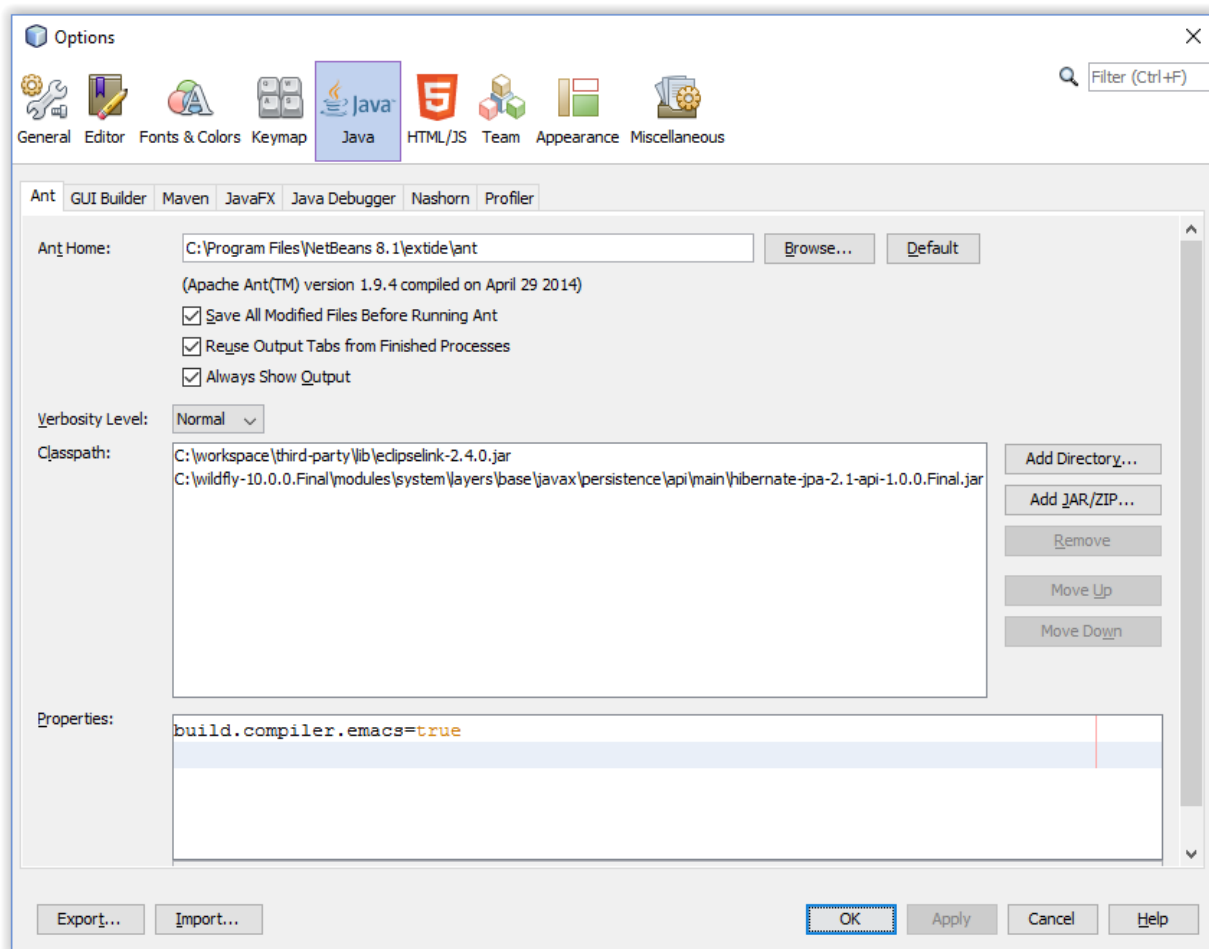 Options
Filter (Ctrl+F)
General Editor Fonts & Colors Keymap Java HTML/JS Team Appearance Miscellaneous
Ant GUI Builder Maven JavaFX Java Debugger Nashorn Profiler
Ant Home: C:\Program Files\NetBeans 8.1\extide\ant Browse... Default
(Apache Ant(TM) version 1.9.4 compiled on April 29 2014)
Save All Modified Files Before Running Ant
Reuse Output Tabs from Finished Processes
Always Show Output
Verbosity Level: Normal
Classpath: C:\workspace\third-party\lib\eclipselink-2.4.0.jar Add Directory...
C:\wildfly-10.0.0.Final\modules\system\layers\base\javax\persistence\api\main\hibernate-jpa-2.1-api-1.0.0.Final.jar
Add JAR/ZIP...
Remove
Move Up
Move Down
Properties: build.compiler.emacs=true
Export... Import... OK Apply Cancel Help